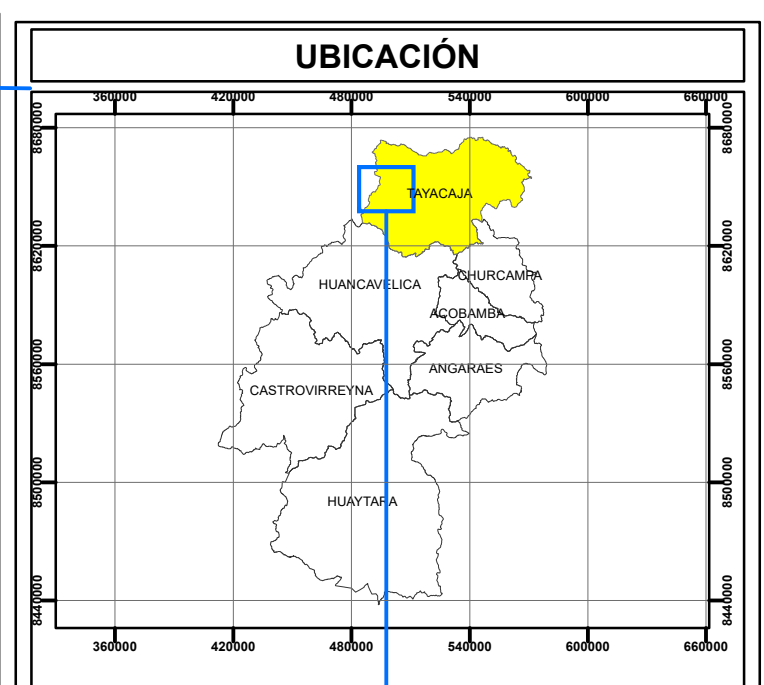 UBICACIÓN
360000 420000 480000 540000 600000 660000
8680000 8680000
TAYACAJA
8620000 8620000
CHURCAMPA
HUANCAVELICA
ACOBAMBA
8560000 8560000
ANGARAES
CASTROVIRREYNA
8500000 8500000
HUAYTARA
8440000 8440000
360000 420000 480000 540000 600000 660000